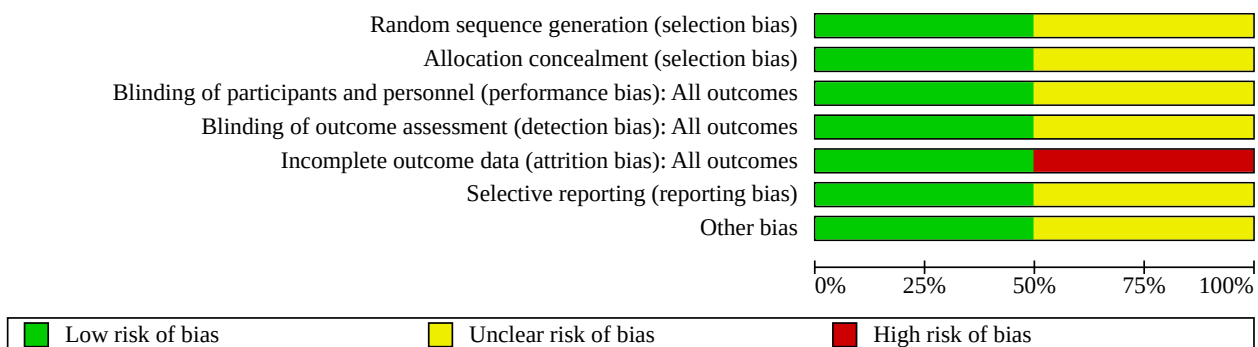 Random sequence generation (selection bias)
Allocation concealment (selection bias)
Blinding of participants and personnel (performance bias): All outcomes
Blinding of outcome assessment (detection bias): All outcomes
Incomplete outcome data (attrition bias): All outcomes
Selective reporting (reporting bias)
Other bias
0% 25% 50% 75% 100%
Low risk of bias Unclear risk of bias High risk of bias